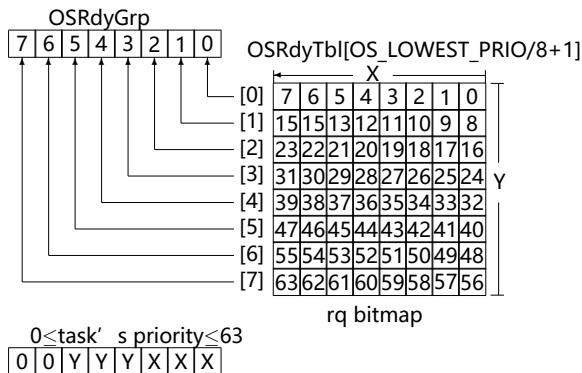 OSRdyGrp
7 6 5 4 3 2 1 0
OSRdyTbl[OS_LOWEST_PRIO/8+1]
X
[0] 7 6 5 4 3 2 1 0
[1] 15 15 13 12 11 10 9 8
[2] 23 22 21 20 19 18 17 16
[3] 31 30 29 28 27 26 25 24
Y
[4] 39 38 37 36 35 34 33 32
[5] 47 46 45 44 43 42 41 40
[6] 55 54 53 52 51 50 49 48
[7] 63 62 61 60 59 58 57 56
rq bitmap
0≤task’ s priority≤63
0 0 Y Y Y X X X